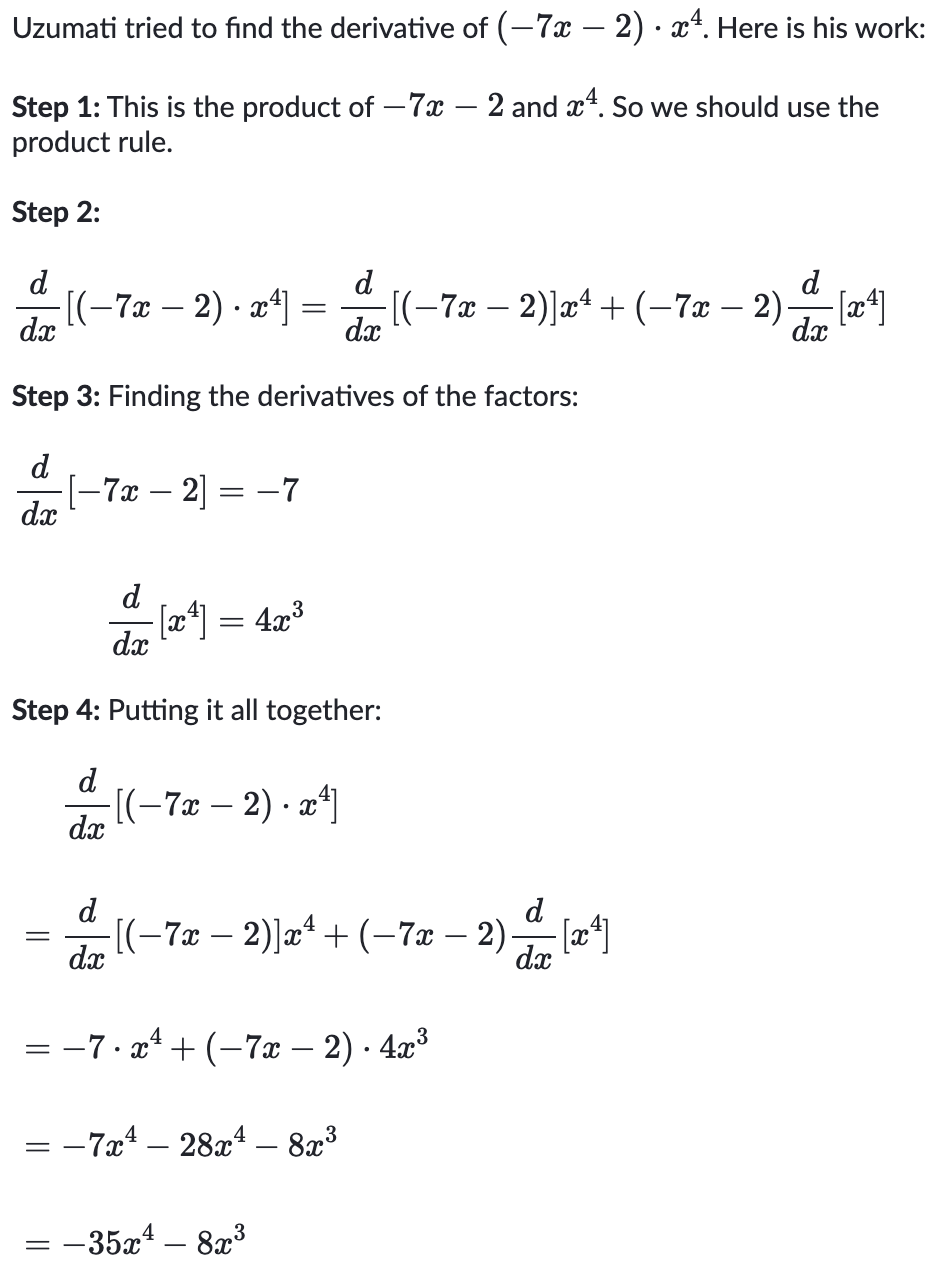 Uzumati tried to find the derivative of $(-7x - 2) \cdot x^4$. Here is his work:
Step 1: This is the product of $-7x - 2$ and $x^4$. So we should use the
product rule.
Step 2:
$\frac{d}{dx}[(-7x - 2) \cdot x^4] = \frac{d}{dx}[(-7x - 2)]x^4 + (-7x - 2)\frac{d}{dx}[x^4]$
Step 3: Finding the derivatives of the factors:
$\frac{d}{dx}[-7x - 2] = -7$
$\frac{d}{dx}[x^4] = 4x^3$
Step 4: Putting it all together:
$\frac{d}{dx}[(-7x - 2) \cdot x^4]$
$= \frac{d}{dx}[(-7x - 2)]x^4 + (-7x - 2)\frac{d}{dx}[x^4]$
$= -7 \cdot x^4 + (-7x - 2) \cdot 4x^3$
$= -7x^4 - 28x^4 - 8x^3$
$= -35x^4 - 8x^3$